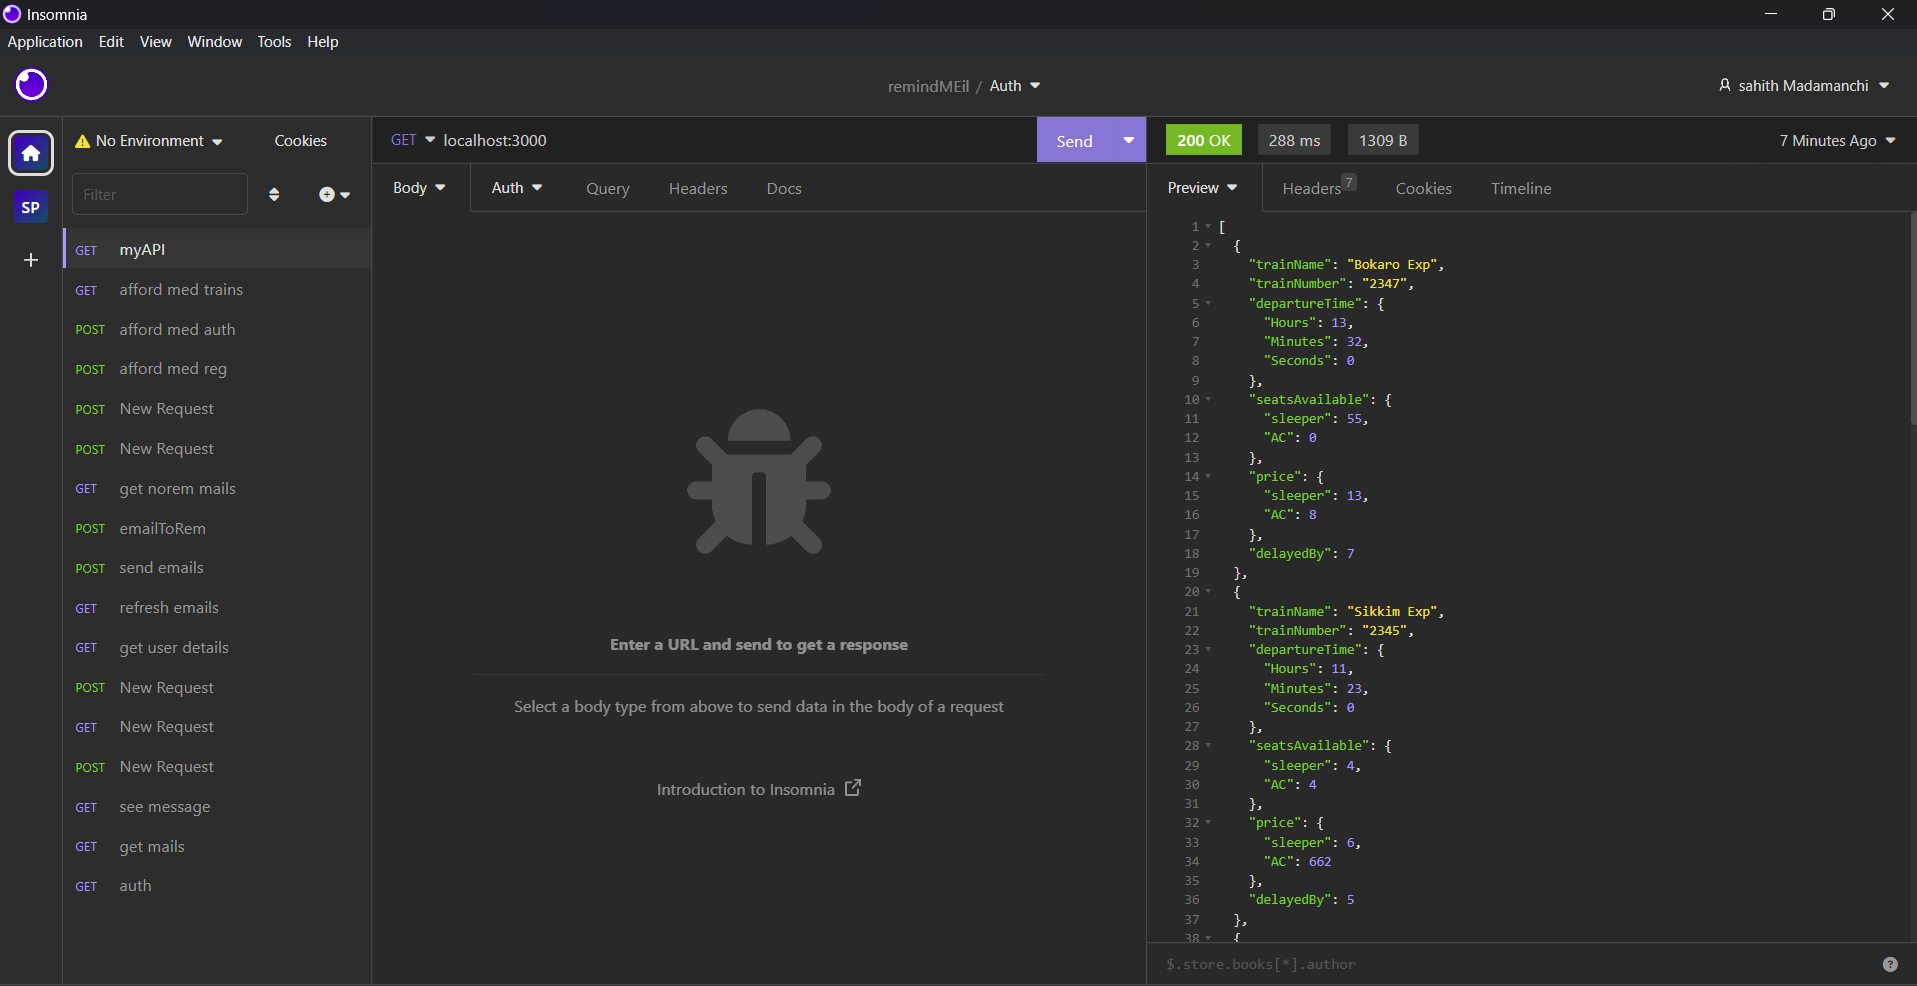 Insomnia
Application Edit View Window Tools Help
remindMEil / Auth
sahith Madamanchi
No Environment Cookies
Filter
SP
GET myAPI
GET afford med trains
POST afford med auth
POST afford med reg
POST New Request
POST New Request
GET get norem mails
POST emailToRem
POST send emails
GET refresh emails
GET get user details
POST New Request
GET New Request
POST New Request
GET see message
GET get mails
GET auth
GET localhost:3000 Send
Body Auth Query Headers Docs
Enter a URL and send to get a response
Select a body type from above to send data in the body of a request
Introduction to Insomnia
200 OK 288 ms 1309 B 7 Minutes Ago
Preview Headers 7 Cookies Timeline
1 [
2 {
3 "trainName": "Bokaro Exp",
4 "trainNumber": "2347",
5 "departureTime": {
6 "Hours": 13,
7 "Minutes": 32,
8 "Seconds": 0
9 },
10 "seatsAvailable": {
11 "sleeper": 55,
12 "AC": 0
13 },
14 "price": {
15 "sleeper": 13,
16 "AC": 8
17 },
18 "delayedBy": 7
19 },
20 {
21 "trainName": "Sikkim Exp",
22 "trainNumber": "2345",
23 "departureTime": {
24 "Hours": 11,
25 "Minutes": 23,
26 "Seconds": 0
27 },
28 "seatsAvailable": {
29 "sleeper": 4,
30 "AC": 4
31 },
32 "price": {
33 "sleeper": 6,
34 "AC": 662
35 },
36 "delayedBy": 5
37 },
38 {
$.store.books[*].author
?